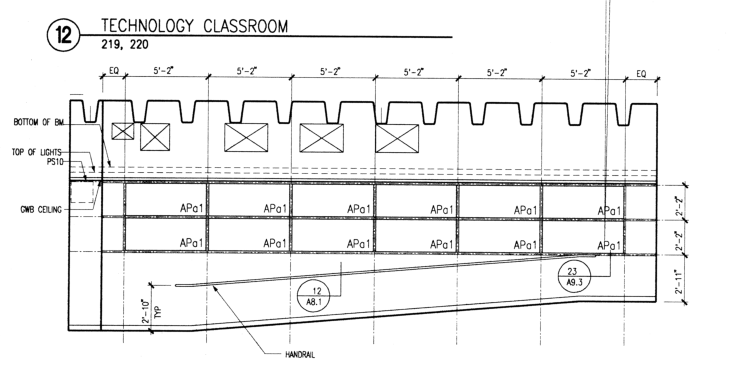 12 TECHNOLOGY CLASSROOM
219, 220
EQ 5'-2" 5'-2" 5'-2" 5'-2" 5'-2" 5'-2" EQ
BOTTOM OF BM
TOP OF LIGHTS
PS10
GWB CEILING
APa1 APa1 APa1 APa1 APa1 APa1
2'-2"
APa1 APa1 APa1 APa1 APa1 APa1
2'-2"
23
A9.3
12
A8.1
2'-11"
2'-10"
TYP
HANDRAIL